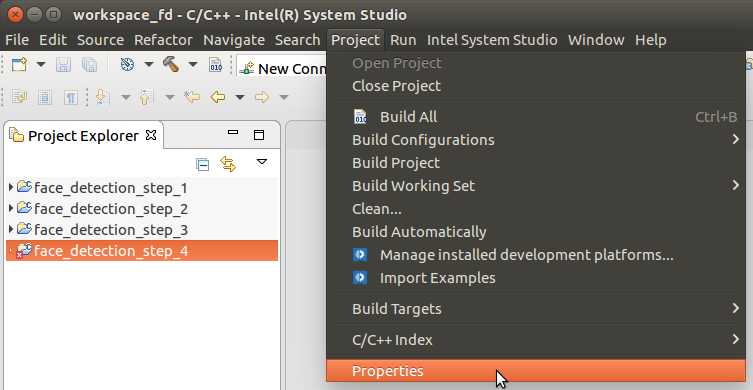 workspace_fd - C/C++ - Intel(R) System Studio
File Edit Source Refactor Navigate Search Project Run Intel System Studio Window Help
New Conn
Open Project
Close Project
Build All Ctrl+B
Build Configurations
Build Project
Build Working Set
Clean...
Build Automatically
Manage installed development platforms...
Import Examples
Build Targets
C/C++ Index
Properties
Project Explorer
face_detection_step_1
face_detection_step_2
face_detection_step_3
face_detection_step_4